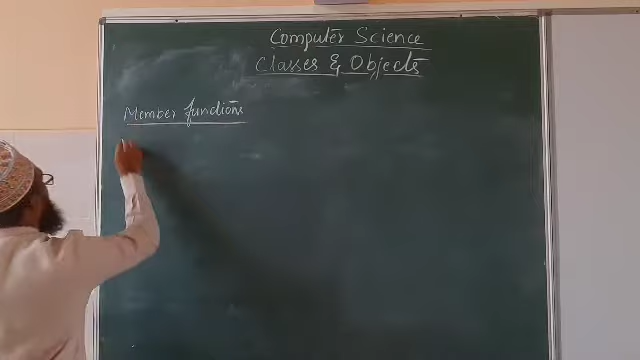 Computer Science
Classes & Objects
Member functions